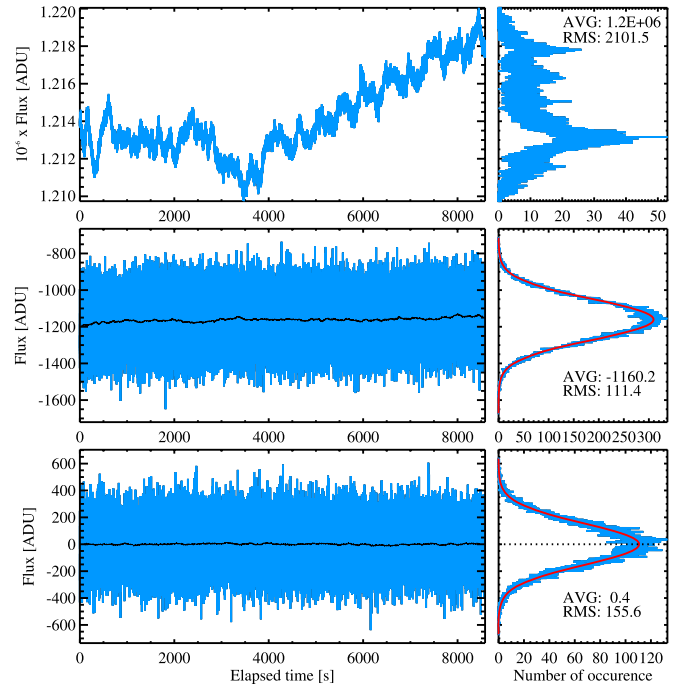 10⁻⁶ x Flux [ADU]
1.220
1.218
1.216
1.214
1.212
1.210
0 2000 4000 6000 8000
AVG: 1.2E+06
RMS: 2101.5
0 10 20 30 40 50
Flux [ADU]
-800
-1000
-1200
-1400
-1600
0 2000 4000 6000 8000
AVG: -1160.2
RMS: 111.4
0 50 100 150 200 250 300
Flux [ADU]
600
400
200
0
-200
-400
-600
0 2000 4000 6000 8000
Elapsed time [s]
AVG: 0.4
RMS: 155.6
0 20 40 60 80 100 120
Number of occurence